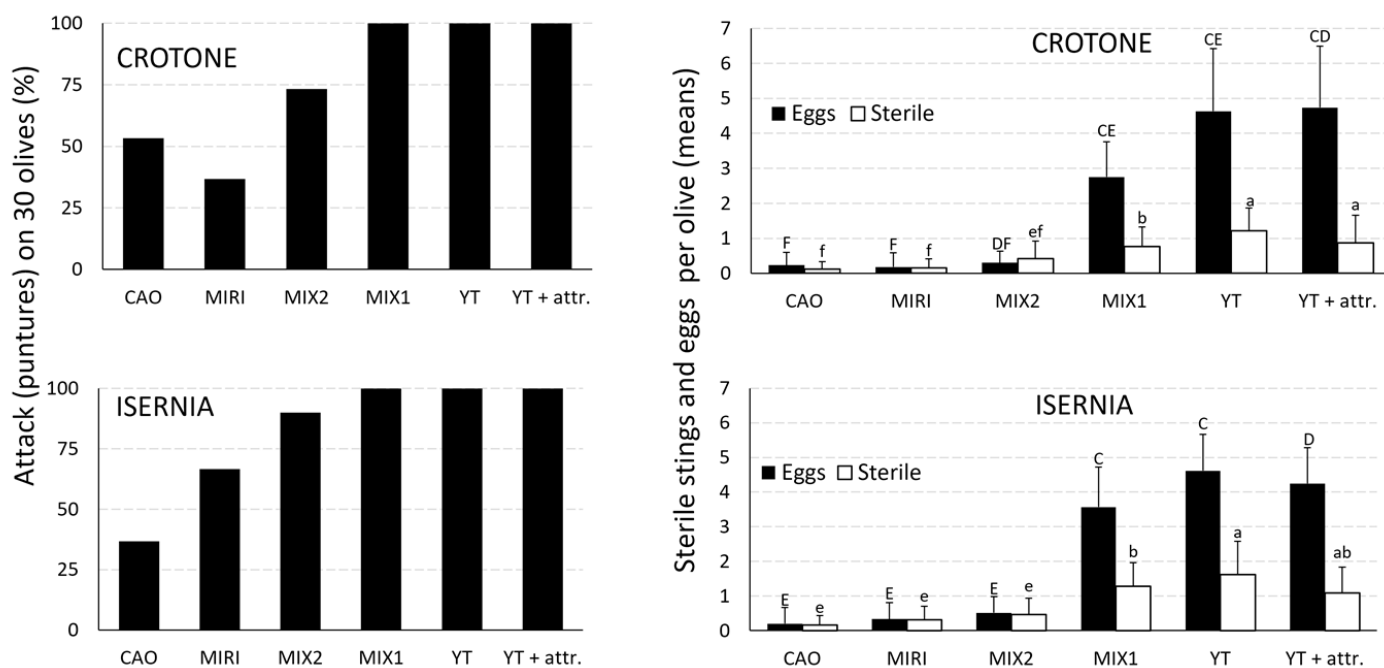 Attack (puntures) on 30 olives (%)
100
75
50
25
0
CROTONE
CAO MIRI MIX2 MIX1 YT YT + attr.
100
75
50
25
0
ISERNIA
CAO MIRI MIX2 MIX1 YT YT + attr.
Sterile stings and eggs per olive (means)
7
6
5
4
3
2
1
0
CROTONE
Eggs Sterile
F f F f DF ef CE b CE a CD a
CAO MIRI MIX2 MIX1 YT YT + attr.
7
6
5
4
3
2
1
0
ISERNIA
Eggs Sterile
E e E e E e C b C a D ab
CAO MIRI MIX2 MIX1 YT YT + attr.